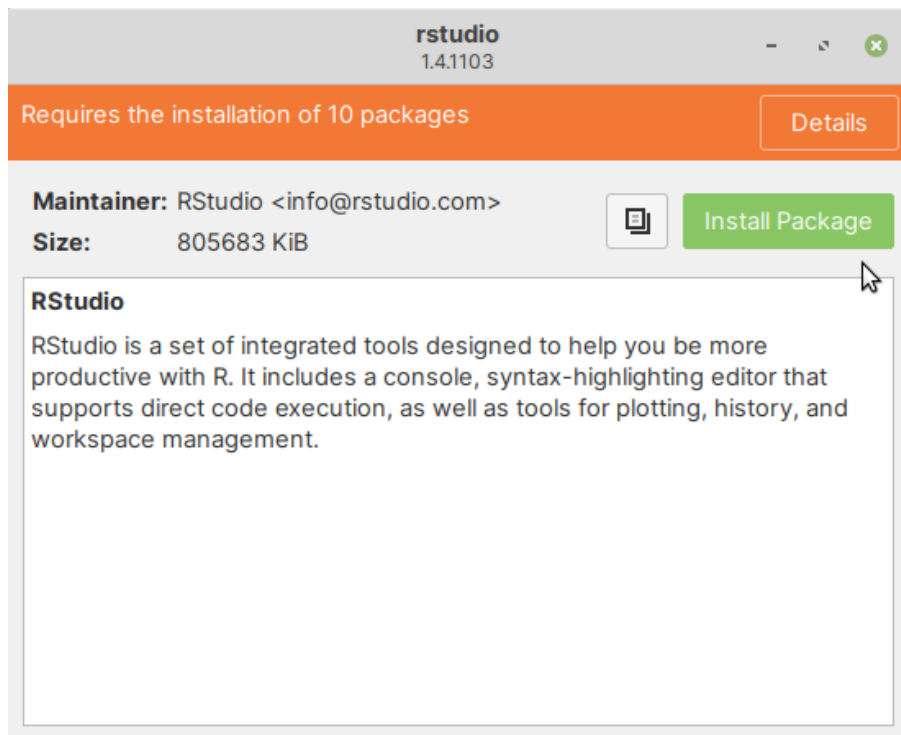 rstudio
1.4.1103
Requires the installation of 10 packages
Details
Maintainer: RStudio <info@rstudio.com>
Size: 805683 KiB
Install Package
RStudio
RStudio is a set of integrated tools designed to help you be more
productive with R. It includes a console, syntax-highlighting editor that
supports direct code execution, as well as tools for plotting, history, and
workspace management.